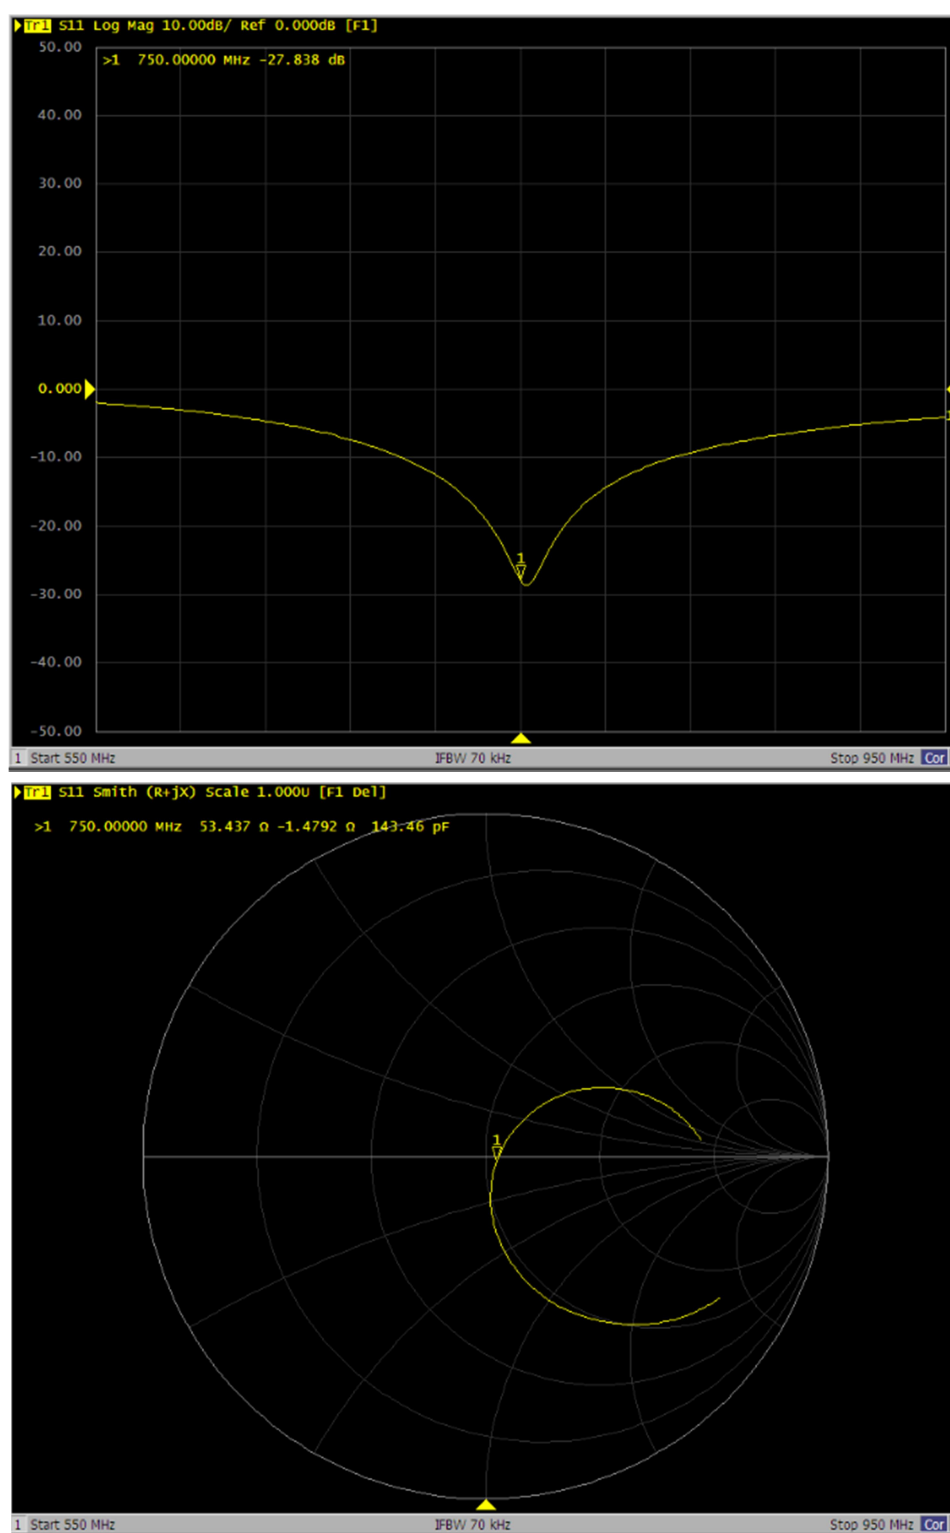 Tr1 S11 Log Mag 10.00dB/ Ref 0.000dB [F1]
50.00
>1 750.00000 MHz -27.838 dB
40.00
30.00
20.00
10.00
0.000
1
-10.00
-20.00
1
-30.00
-40.00
-50.00
1 Start 550 MHz IFBW 70 kHz Stop 950 MHz Cor
Tr1 S11 Smith (R+jX) Scale 1.000U [F1 Del]
>1 750.00000 MHz 53.437 Ω -1.4792 Ω 143.46 pF
1
1 Start 550 MHz IFBW 70 kHz Stop 950 MHz Cor